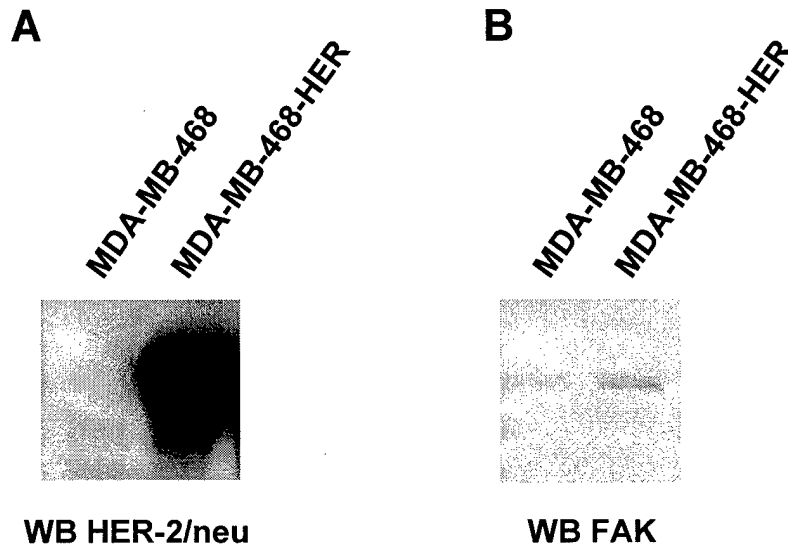 A
MDA-MB-468
MDA-MB-468-HER
WB HER-2/neu
B
MDA-MB-468
MDA-MB-468-HER
WB FAK